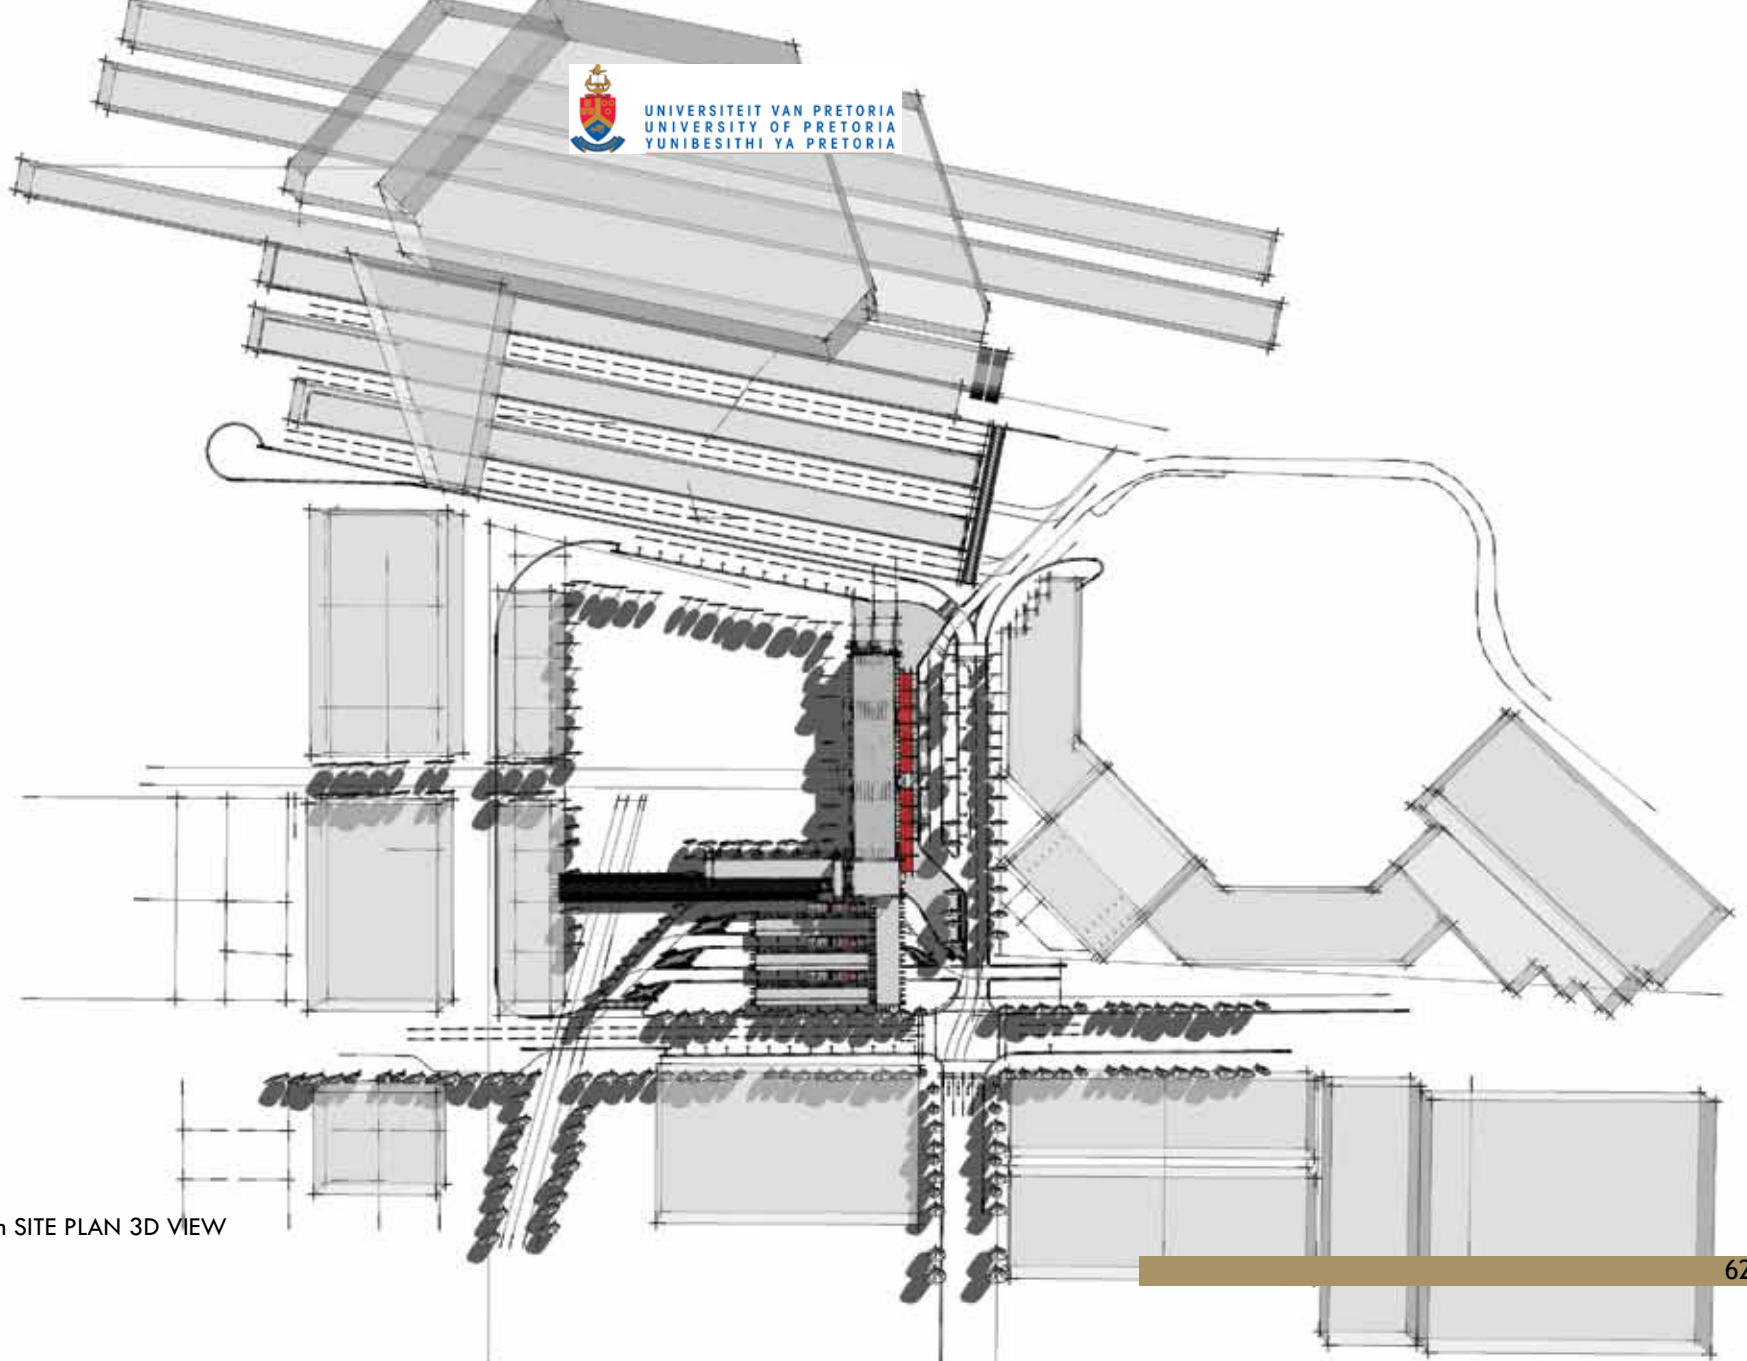 UNIVERSITEIT VAN PRETORIA
UNIVERSITY OF PRETORIA
YUNIBESITHI YA PRETORIA
SITE PLAN 3D VIEW
62